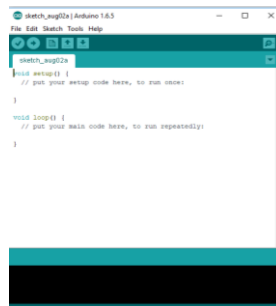 sketch_aug02a | Arduino 1.6.5
File Edit Sketch Tools Help
sketch_aug02a
void setup() {
// put your setup code here, to run once:
}
void loop() {
// put your main code here, to run repeatedly:
}